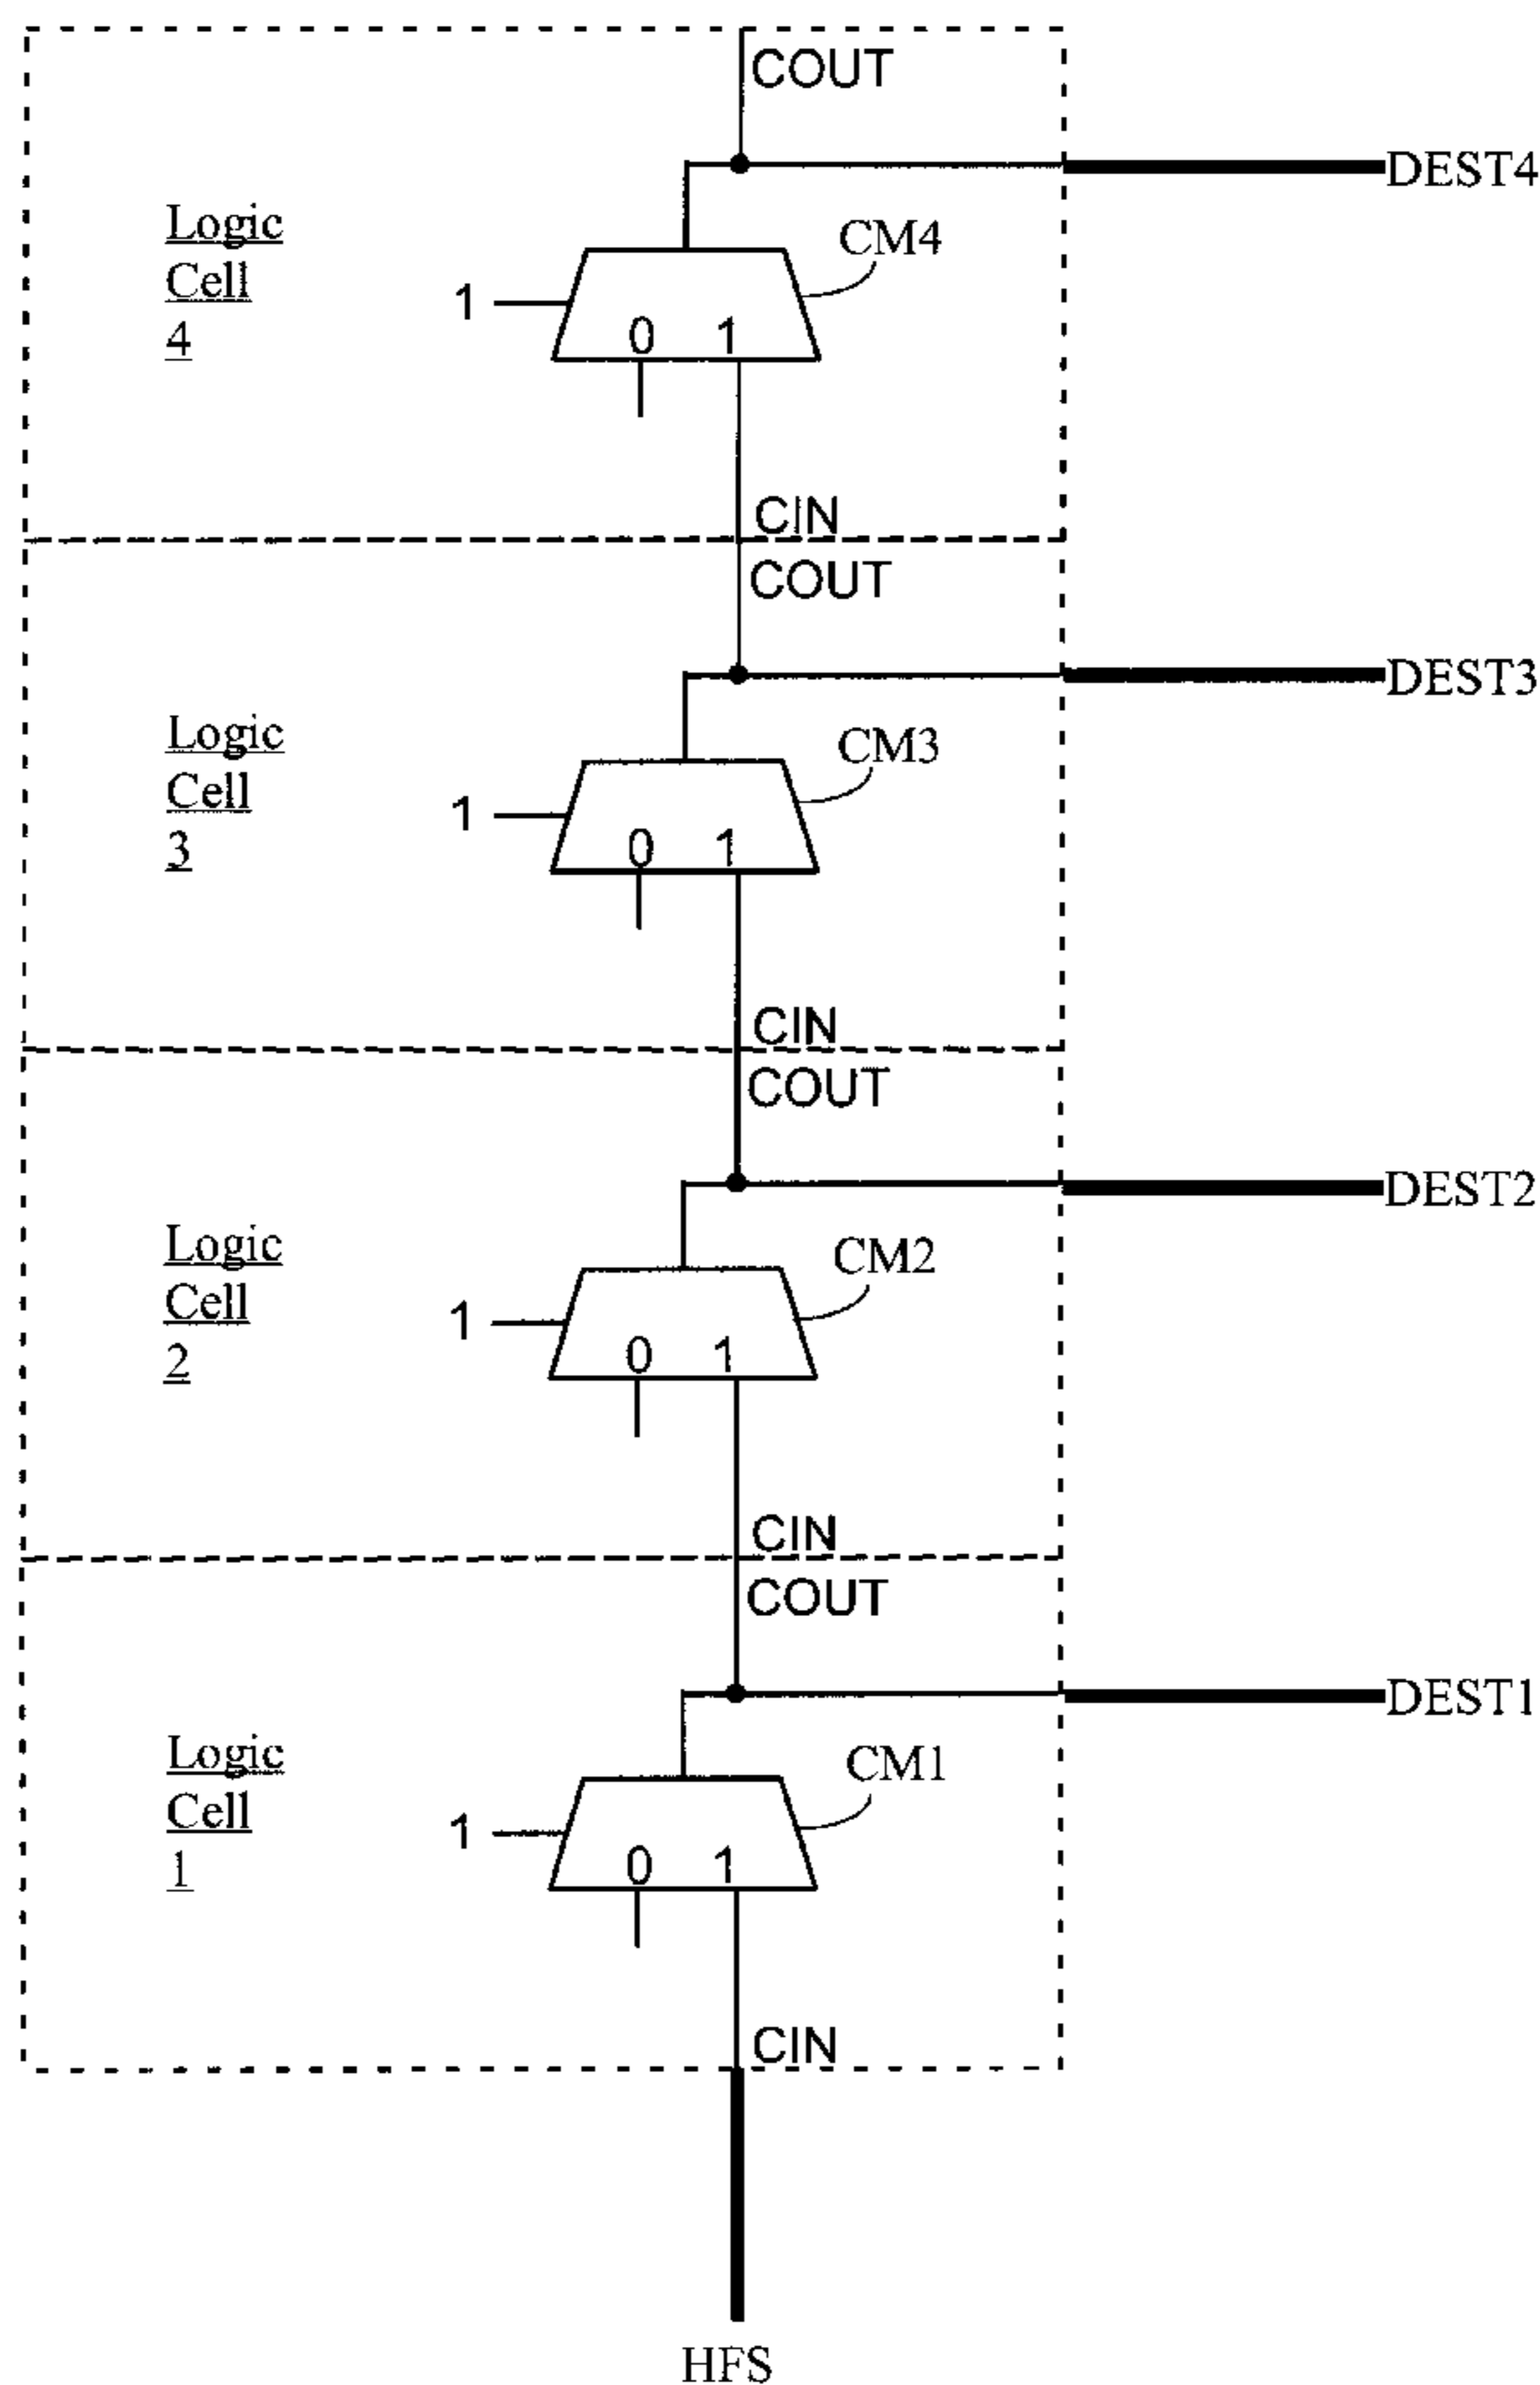 COUT
DEST4
Logic
Cell
4
CM4
1
0 1
CIN
COUT
DEST3
Logic
Cell
3
CM3
1
0 1
CIN
COUT
DEST2
Logic
Cell
2
CM2
1
0 1
CIN
COUT
DEST1
Logic
Cell
1
CM1
1
0 1
CIN
HFS